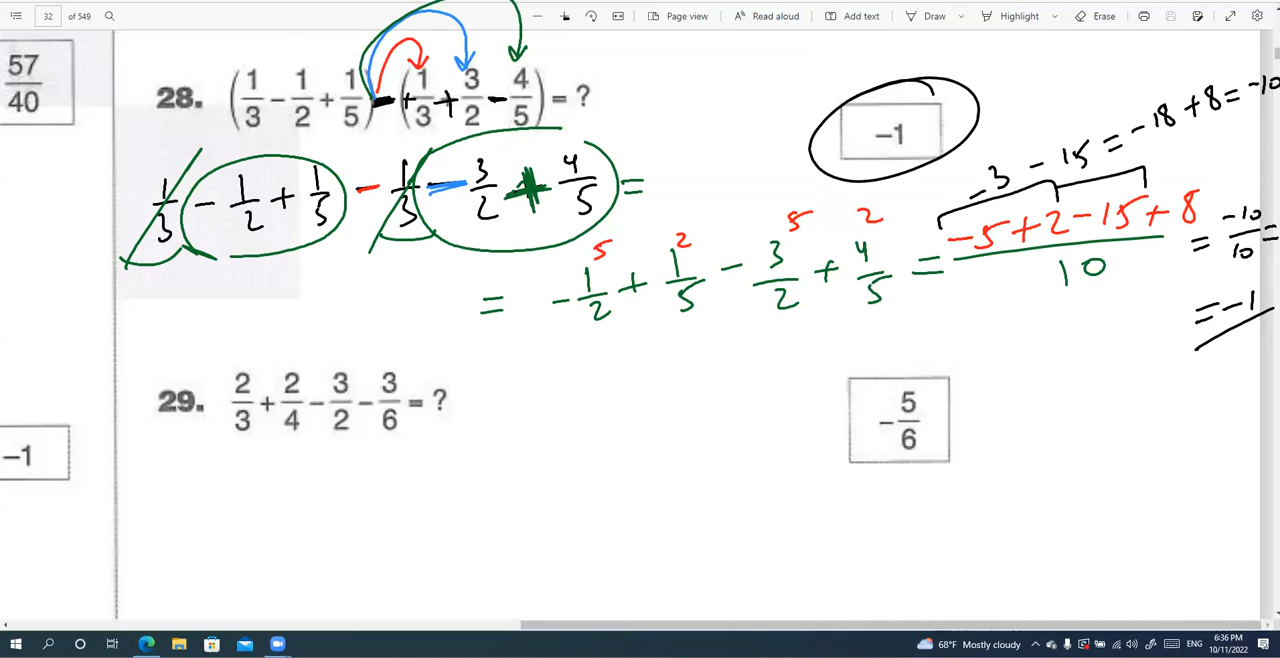 32 of 549 Page view Read aloud Add text Draw Highlight Erase
57/40
28. (1/3 - 1/2 + 1/5) - (+1/3 + 3/2 - 4/5) = ?
-1
-3 - 15 = -18 + 8 = -10
1/3 - 1/2 + 1/5 - 1/3 - 3/2 + 4/5 =
5 2 5 2
= -1/2 + 1/5 - 3/2 + 4/5 = (-5 + 2 - 15 + 8)/10
= -10/10 =
= -1
29. 2/3 + 2/4 - 3/2 - 3/6 = ?
-5/6
-1
68°F Mostly cloudy ENG 6:36 PM
10/11/2022